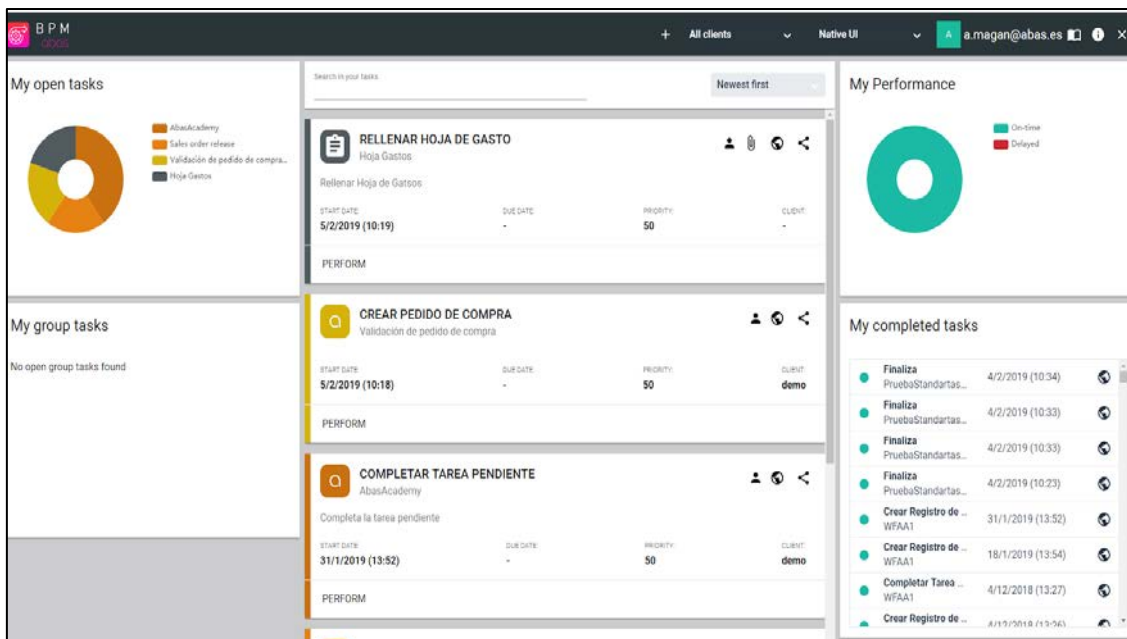 BPM
abas
+ All clients Native UI A a.magan@abas.es
My open tasks
AbasAcademy
Sales order release
Validación de pedido de compra...
Hoja Gastos
My group tasks
No open group tasks found
Search in your tasks
Newest first
RELLENAR HOJA DE GASTO
Hoja Gastos
Rellenar Hoja de Gatsos
START DATE: DUE DATE: PRIORITY: CLIENT:
5/2/2019 (10:19) - 50 -
PERFORM
CREAR PEDIDO DE COMPRA
Validación de pedido de compra
START DATE: DUE DATE: PRIORITY: CLIENT:
5/2/2019 (10:18) - 50 demo
PERFORM
COMPLETAR TAREA PENDIENTE
AbasAcademy
Completa la tarea pendiente
START DATE: DUE DATE: PRIORITY: CLIENT:
31/1/2019 (13:52) - 50 demo
PERFORM
My Performance
On-time
Delayed
My completed tasks
Finaliza
PruebaStandartas... 4/2/2019 (10:34)
Finaliza
PruebaStandartas... 4/2/2019 (10:33)
Finaliza
PruebaStandartas... 4/2/2019 (10:33)
Finaliza
PruebaStandartas... 4/2/2019 (10:23)
Crear Registro de ...
WFAA1 31/1/2019 (13:52)
Crear Registro de ...
WFAA1 18/1/2019 (13:54)
Completar Tarea ...
WFAA1 4/12/2018 (13:27)
Crear Registro de ... 4/12/2018 (13:26)